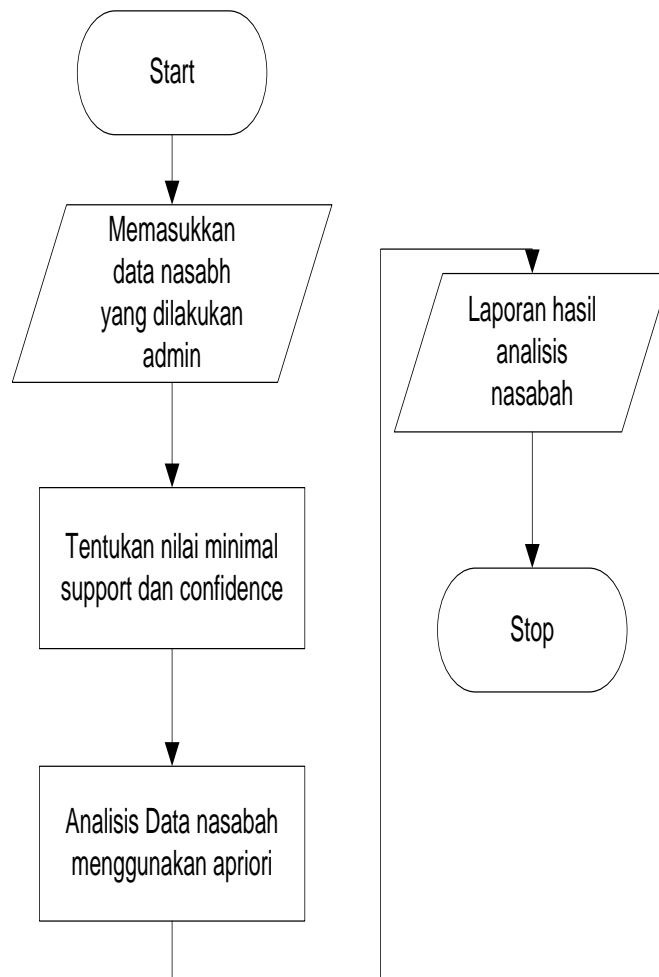 Start
Memasukkan
data nasabh
yang dilakukan
admin
Tentukan nilai minimal
support dan confidence
Analisis Data nasabah
menggunakan apriori
Laporan hasil
analisis
nasabah
Stop